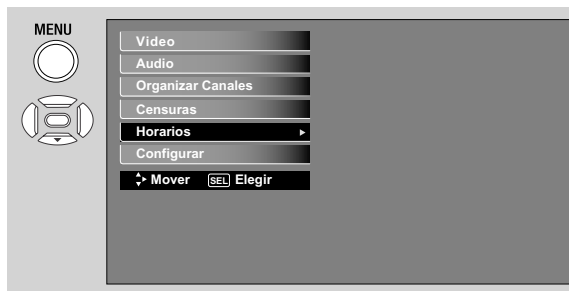 MENU
Video
Audio
Organizar Canales
Censuras
Horarios
Configurar
Mover SEL Elegir